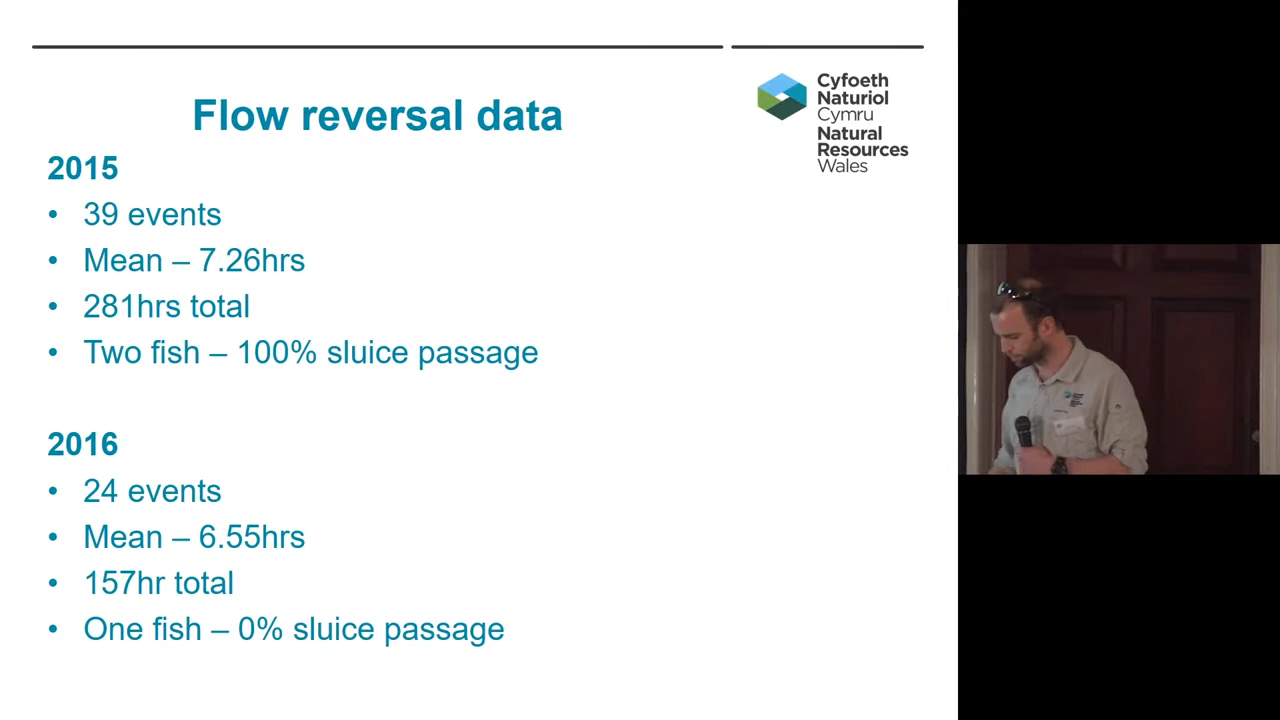 Flow reversal data
Cyfoeth
Naturiol
Cymru
Natural
Resources
Wales
2015
• 39 events
• Mean – 7.26hrs
• 281hrs total
• Two fish – 100% sluice passage
2016
• 24 events
• Mean – 6.55hrs
• 157hr total
• One fish – 0% sluice passage